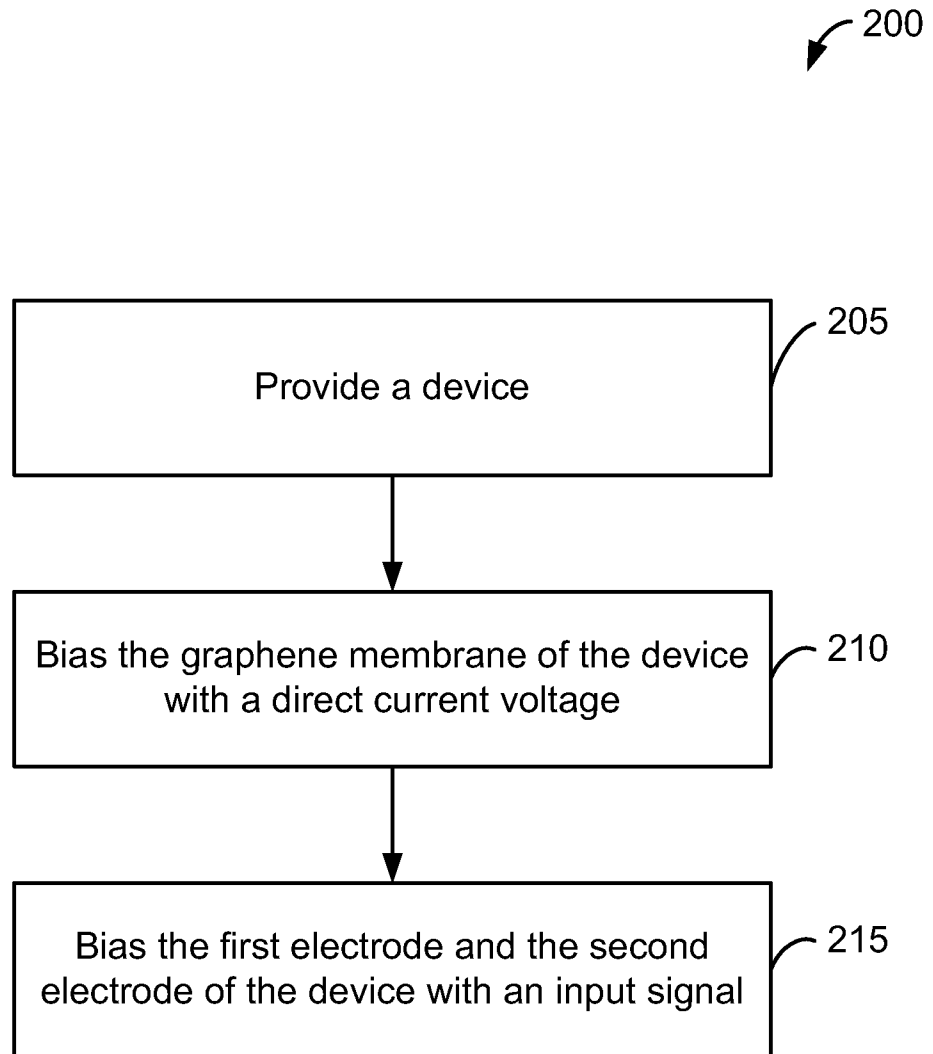 200
205
Provide a device
210
Bias the graphene membrane of the device
with a direct current voltage
215
Bias the first electrode and the second
electrode of the device with an input signal